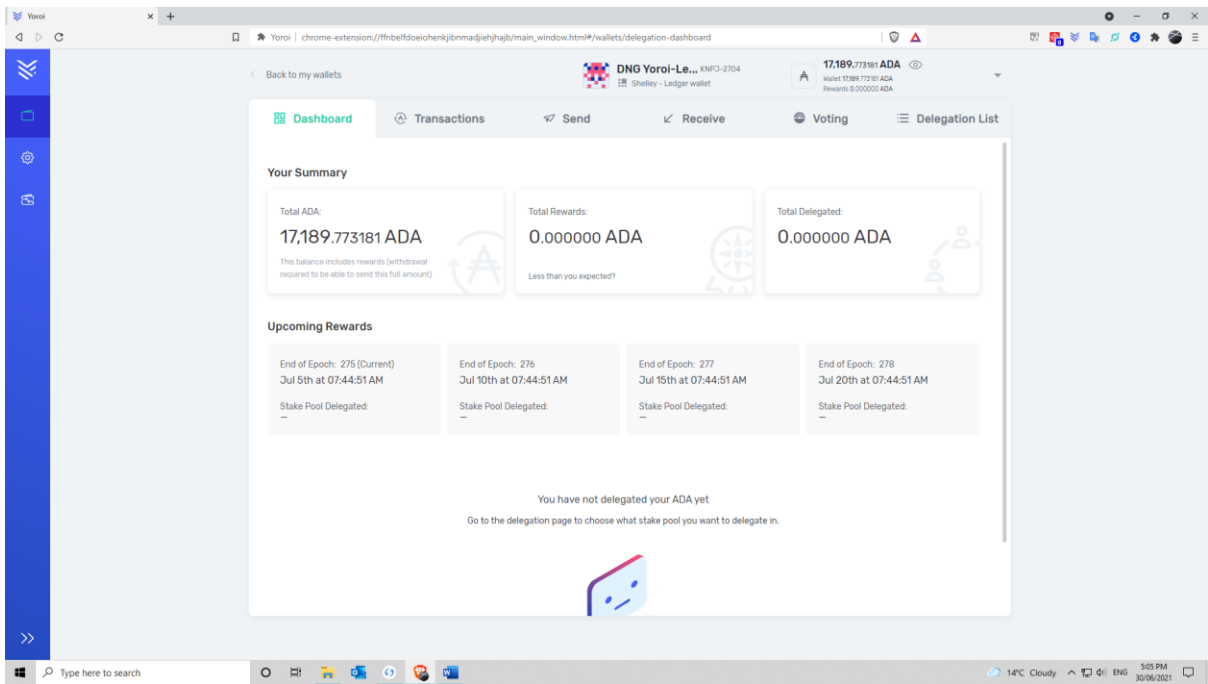 Yoroi
Yoroi | chrome-extension://ffnbelfdoeiohenkjibnmadjiehjhajb/main_window.html#/wallets/delegation-dashboard
Back to my wallets
DNG Yoroi-Le... KNPJ-2704
Shelley - Ledger wallet
17,189.773181 ADA
Wallet 17,189.773181 ADA
Rewards 0.000000 ADA
Dashboard
Transactions
Send
Receive
Voting
Delegation List
Your Summary
Total ADA:
17,189.773181 ADA
This balance includes rewards (withdrawal
required to be able to send this full amount)
Total Rewards:
0.000000 ADA
Less than you expected?
Total Delegated:
0.000000 ADA
Upcoming Rewards
End of Epoch: 275 (Current)
Jul 5th at 07:44:51 AM
Stake Pool Delegated:
—
End of Epoch: 276
Jul 10th at 07:44:51 AM
Stake Pool Delegated:
—
End of Epoch: 277
Jul 15th at 07:44:51 AM
Stake Pool Delegated:
—
End of Epoch: 278
Jul 20th at 07:44:51 AM
Stake Pool Delegated:
—
You have not delegated your ADA yet
Go to the delegation page to choose what stake pool you want to delegate in.
Type here to search
14°C Cloudy
ENG
5:05 PM
30/06/2021